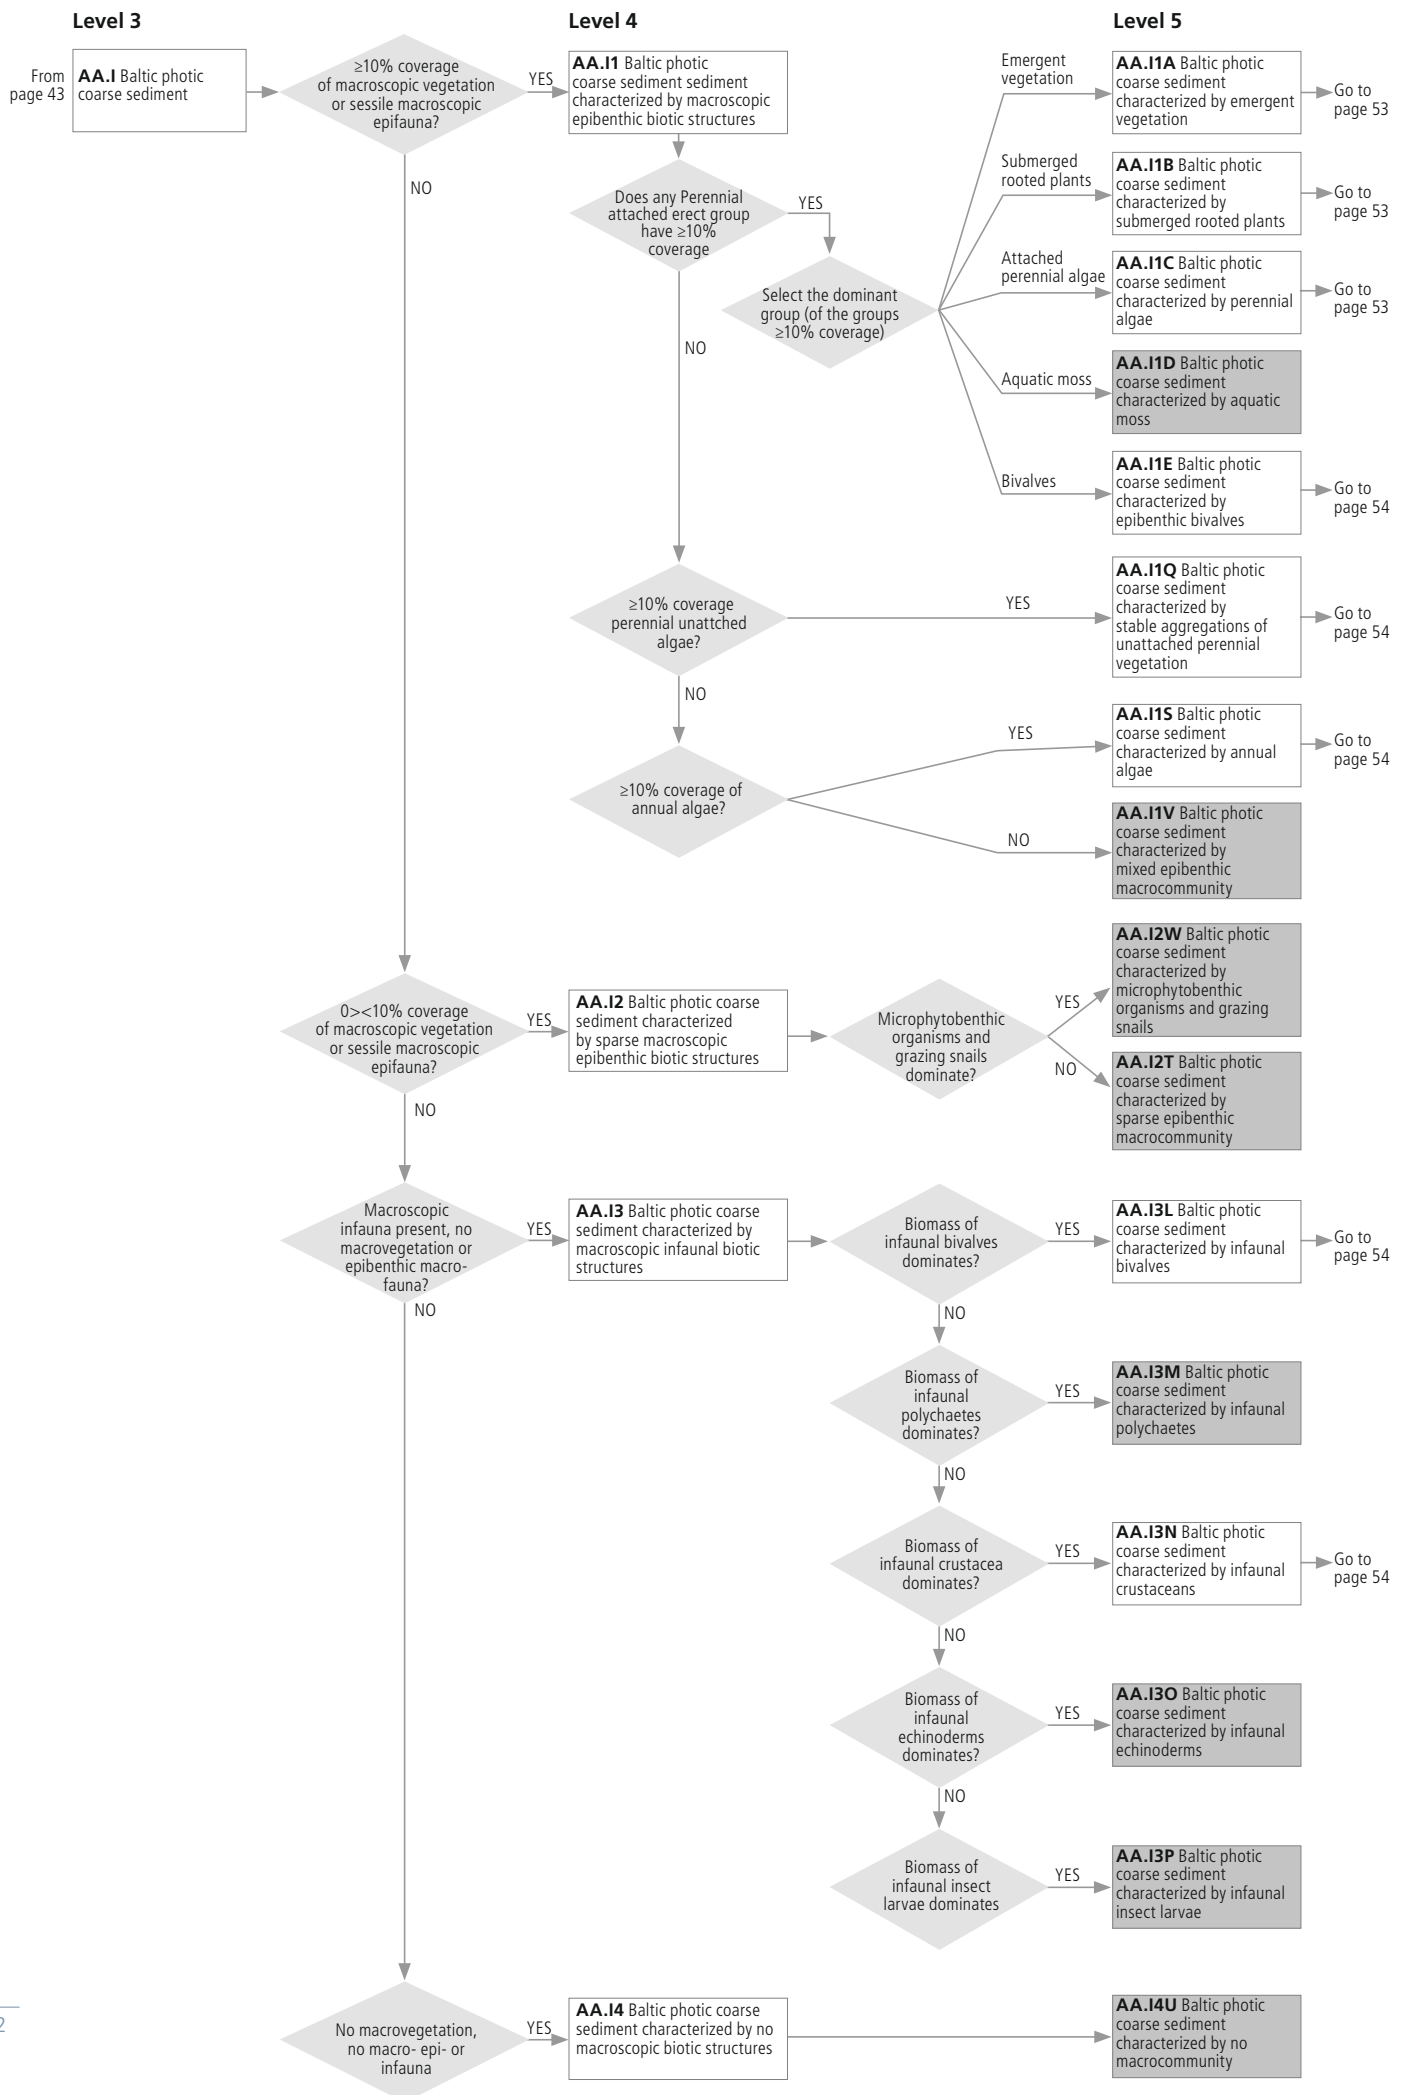 Level 3
Level 4
Level 5
From
page 43
AA.I Baltic photic
coarse sediment
≥10% coverage
of macroscopic vegetation
or sessile macroscopic
epifauna?
YES
NO
AA.I1 Baltic photic
coarse sediment sediment
characterized by macroscopic
epibenthic biotic structures
Does any Perennial
attached erect group
have ≥10%
coverage
YES
NO
Select the dominant
group (of the groups
≥10% coverage)
Emergent
vegetation
AA.I1A Baltic photic
coarse sediment
characterized by emergent
vegetation
Go to
page 53
Submerged
rooted plants
AA.I1B Baltic photic
coarse sediment
characterized by
submerged rooted plants
Go to
page 53
Attached
perennial algae
AA.I1C Baltic photic
coarse sediment
characterized by perennial
algae
Go to
page 53
Aquatic moss
AA.I1D Baltic photic
coarse sediment
characterized by aquatic
moss
Bivalves
AA.I1E Baltic photic
coarse sediment
characterized by
epibenthic bivalves
Go to
page 54
≥10% coverage
perennial unattched
algae?
YES
NO
AA.I1Q Baltic photic
coarse sediment
characterized by
stable aggregations of
unattached perennial
vegetation
Go to
page 54
≥10% coverage of
annual algae?
YES
AA.I1S Baltic photic
coarse sediment
characterized by annual
algae
Go to
page 54
NO
AA.I1V Baltic photic
coarse sediment
characterized by
mixed epibenthic
macrocommunity
0><10% coverage
of macroscopic vegetation
or sessile macroscopic
epifauna?
YES
NO
AA.I2 Baltic photic coarse
sediment characterized
by sparse macroscopic
epibenthic biotic structures
Microphytobenthic
organisms and
grazing snails
dominate?
YES
AA.I2W Baltic photic
coarse sediment
characterized by
microphytobenthic
organisms and grazing
snails
NO
AA.I2T Baltic photic
coarse sediment
characterized by
sparse epibenthic
macrocommunity
Macroscopic
infauna present, no
macrovegetation or
epibenthic macro-
fauna?
YES
NO
AA.I3 Baltic photic coarse
sediment characterized by
macroscopic infaunal biotic
structures
Biomass of
infaunal bivalves
dominates?
YES
NO
AA.I3L Baltic photic
coarse sediment
characterized by infaunal
bivalves
Go to
page 54
Biomass of
infaunal
polychaetes
dominates?
YES
NO
AA.I3M Baltic photic
coarse sediment
characterized by infaunal
polychaetes
Biomass of
infaunal crustacea
dominates?
YES
NO
AA.I3N Baltic photic
coarse sediment
characterized by infaunal
crustaceans
Go to
page 54
Biomass of
infaunal
echinoderms
dominates?
YES
NO
AA.I3O Baltic photic
coarse sediment
characterized by infaunal
echinoderms
Biomass of
infaunal insect
larvae dominates
YES
AA.I3P Baltic photic
coarse sediment
characterized by infaunal
insect larvae
No macrovegetation,
no macro- epi- or
infauna
YES
AA.I4 Baltic photic coarse
sediment characterized by no
macroscopic biotic structures
AA.I4U Baltic photic
coarse sediment
characterized by no
macrocommunity
2